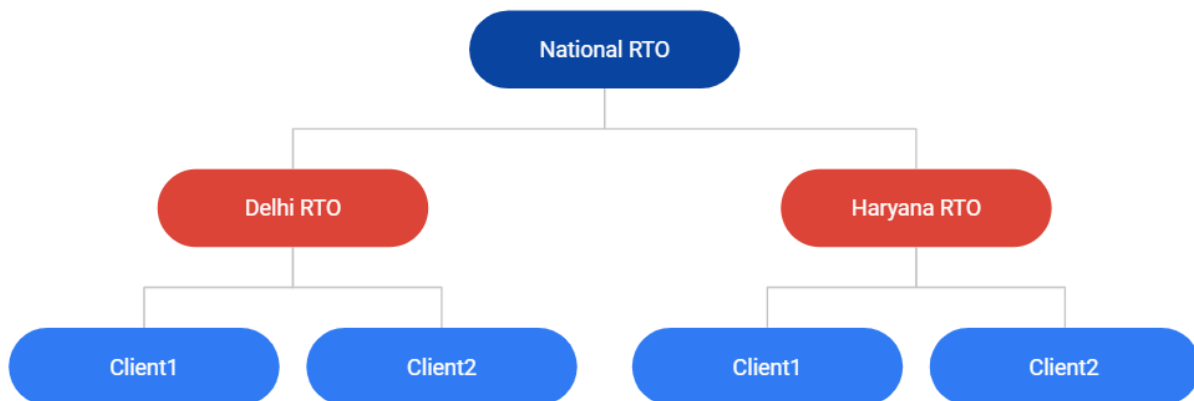 National RTO
Delhi RTO
Haryana RTO
Client1
Client2
Client1
Client2